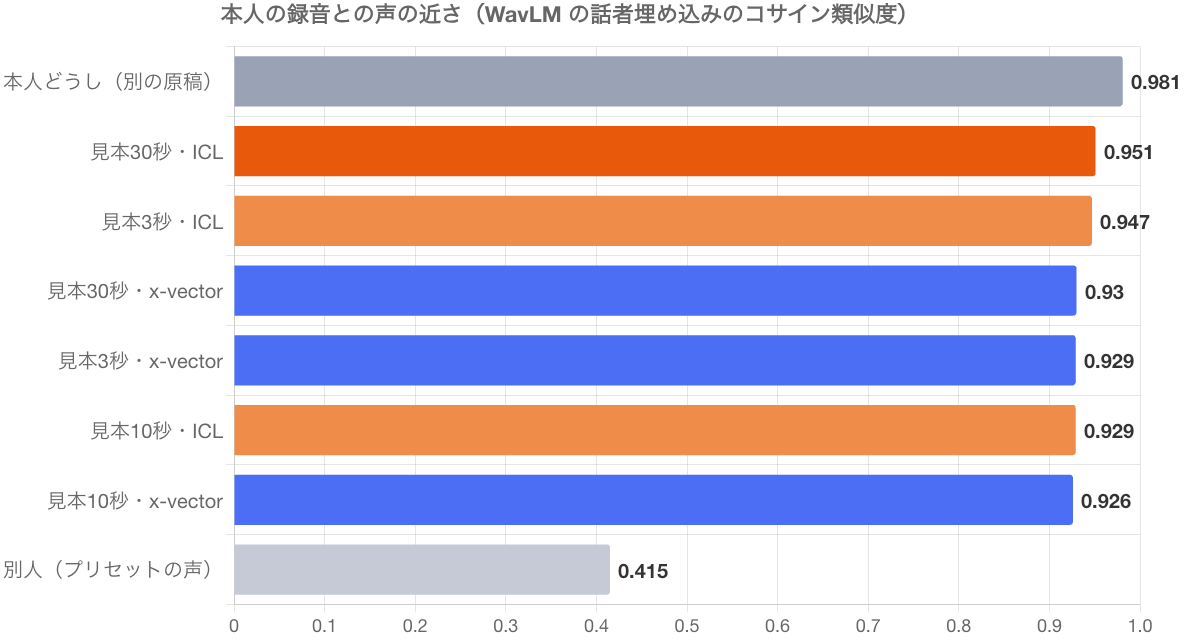 本人の録音との声の近さ（WavLM の話者埋め込みのコサイン類似度）
本人どうし（別の原稿） 0.981
見本30秒・ICL 0.951
見本3秒・ICL 0.947
見本30秒・x-vector 0.93
見本3秒・x-vector 0.929
見本10秒・ICL 0.929
見本10秒・x-vector 0.926
別人（プリセットの声） 0.415
0 0.1 0.2 0.3 0.4 0.5 0.6 0.7 0.8 0.9 1.0